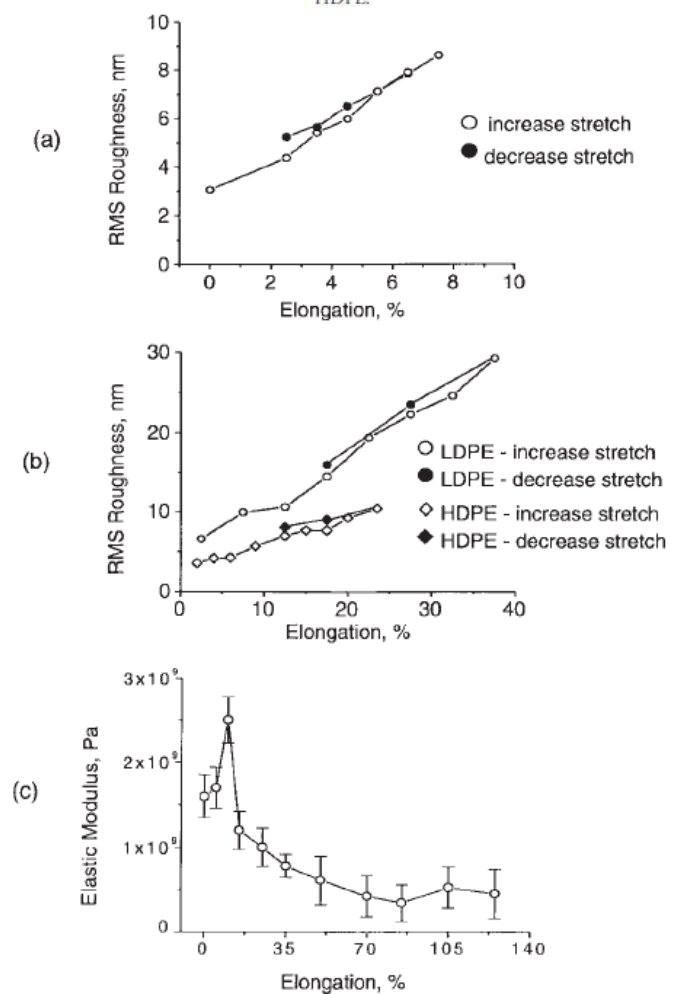 HDPE.
(a)
RMS Roughness, nm
10
8
6
4
2
0
0 2 4 6 8 10
Elongation, %
increase stretch
decrease stretch
(b)
RMS Roughness, nm
30
20
10
0
0 10 20 30 40
Elongation, %
LDPE - increase stretch
LDPE - decrease stretch
HDPE - increase stretch
HDPE - decrease stretch
(c)
Elastic Modulus, Pa
3x10⁹
2x10⁹
1x10⁹
0
0 35 70 105 140
Elongation, %